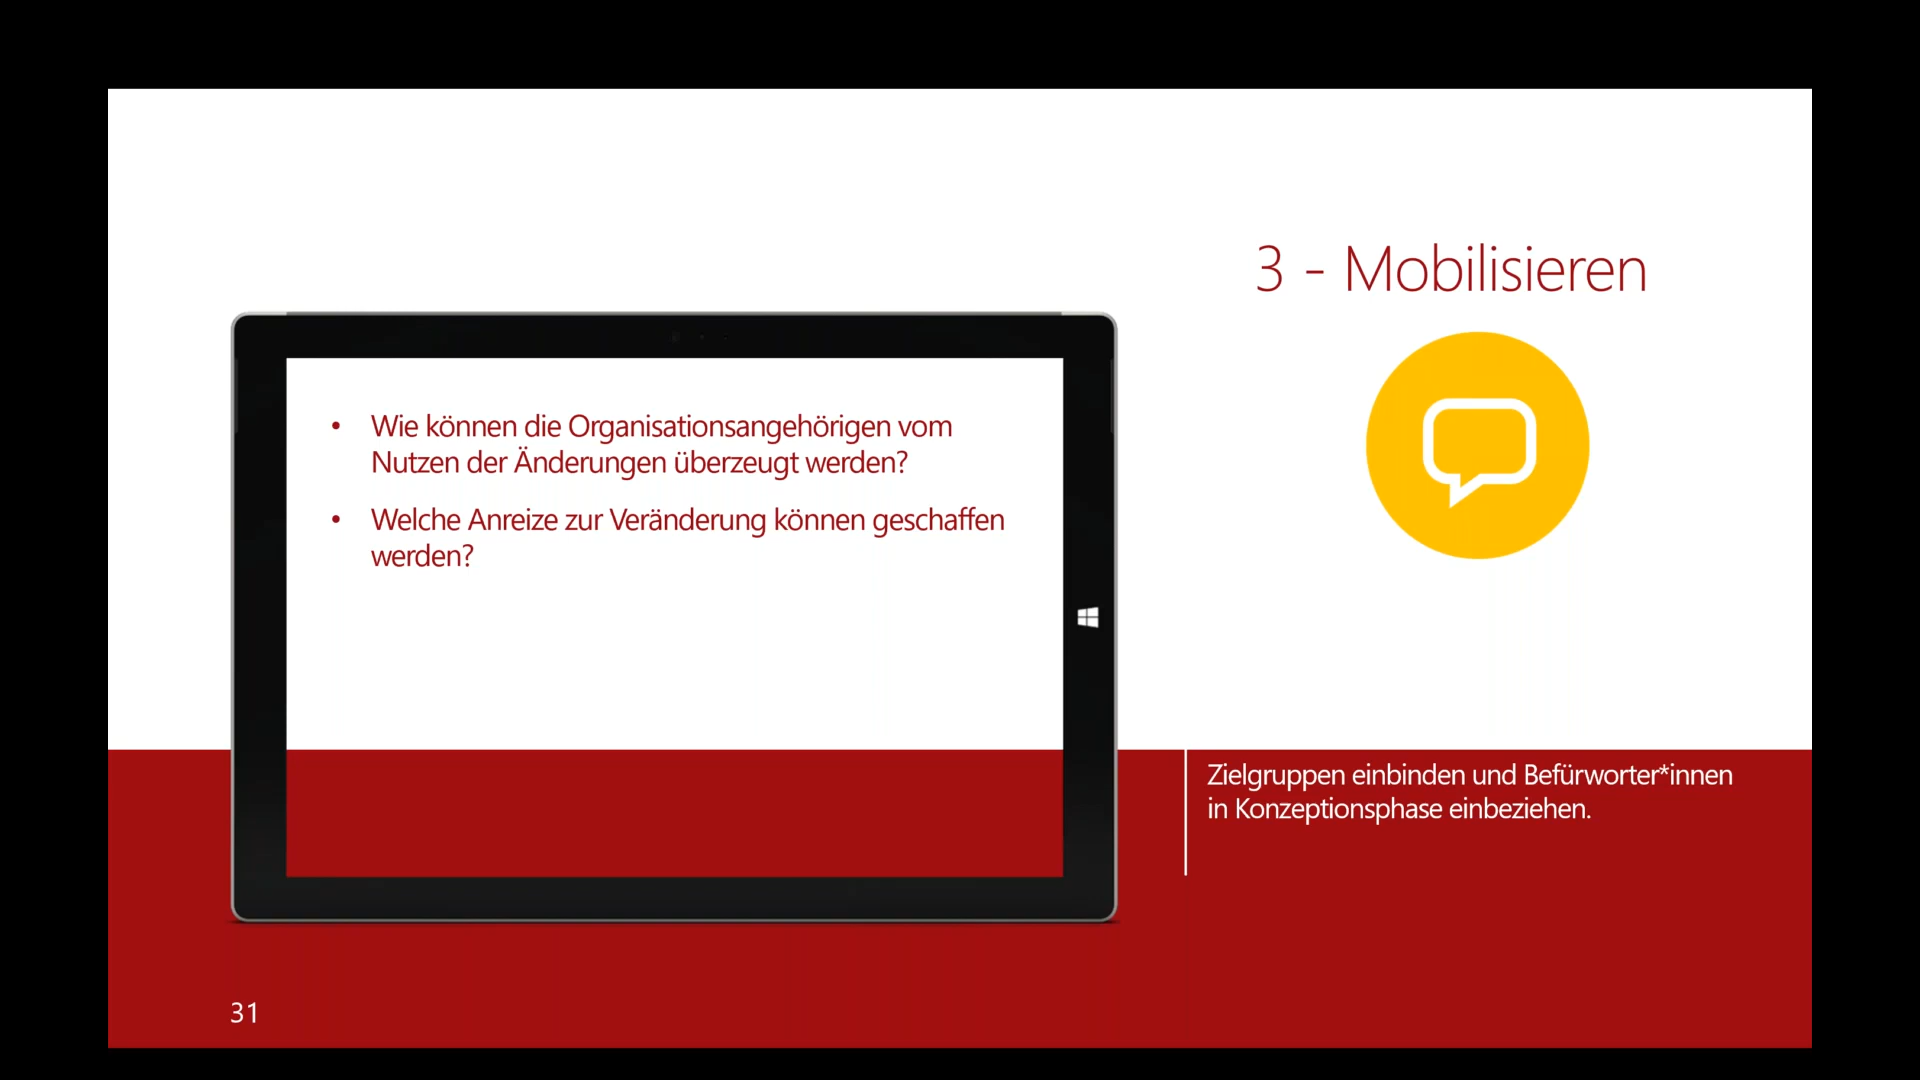 3 - Mobilisieren
• Wie können die Organisationsangehörigen vom
Nutzen der Änderungen überzeugt werden?
• Welche Anreize zur Veränderung können geschaffen
werden?
Zielgruppen einbinden und Befürworter*innen
in Konzeptionsphase einbeziehen.
31